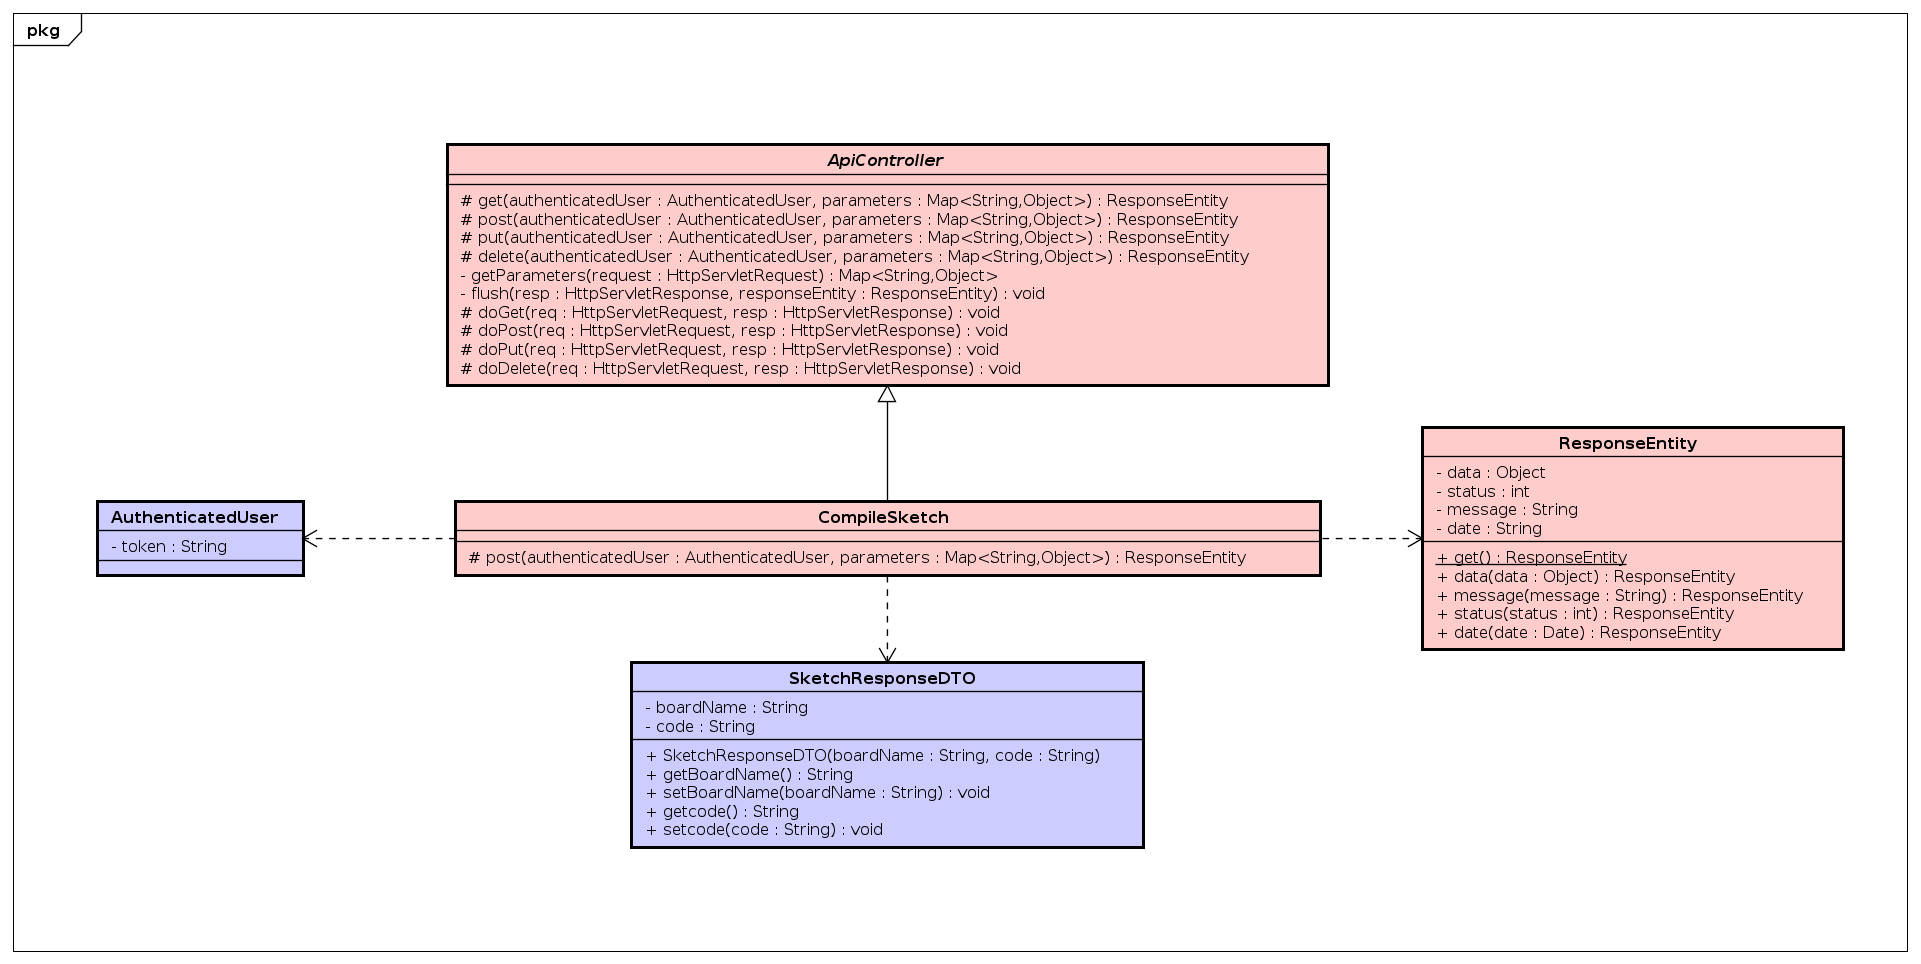 pkg
ApiController
# get(authenticatedUser : AuthenticatedUser, parameters : Map<String,Object>) : ResponseEntity
# post(authenticatedUser : AuthenticatedUser, parameters : Map<String,Object>) : ResponseEntity
# put(authenticatedUser : AuthenticatedUser, parameters : Map<String,Object>) : ResponseEntity
# delete(authenticatedUser : AuthenticatedUser, parameters : Map<String,Object>) : ResponseEntity
- getParameters(request : HttpServletRequest) : Map<String,Object>
- flush(resp : HttpServletResponse, responseEntity : ResponseEntity) : void
# doGet(req : HttpServletRequest, resp : HttpServletResponse) : void
# doPost(req : HttpServletRequest, resp : HttpServletResponse) : void
# doPut(req : HttpServletRequest, resp : HttpServletResponse) : void
# doDelete(req : HttpServletRequest, resp : HttpServletResponse) : void
AuthenticatedUser
- token : String
CompileSketch
# post(authenticatedUser : AuthenticatedUser, parameters : Map<String,Object>) : ResponseEntity
ResponseEntity
- data : Object
- status : int
- message : String
- date : String
+ get() : ResponseEntity
+ data(data : Object) : ResponseEntity
+ message(message : String) : ResponseEntity
+ status(status : int) : ResponseEntity
+ date(date : Date) : ResponseEntity
SketchResponseDTO
- boardName : String
- code : String
+ SketchResponseDTO(boardName : String, code : String)
+ getBoardName() : String
+ setBoardName(boardName : String) : void
+ getcode() : String
+ setcode(code : String) : void